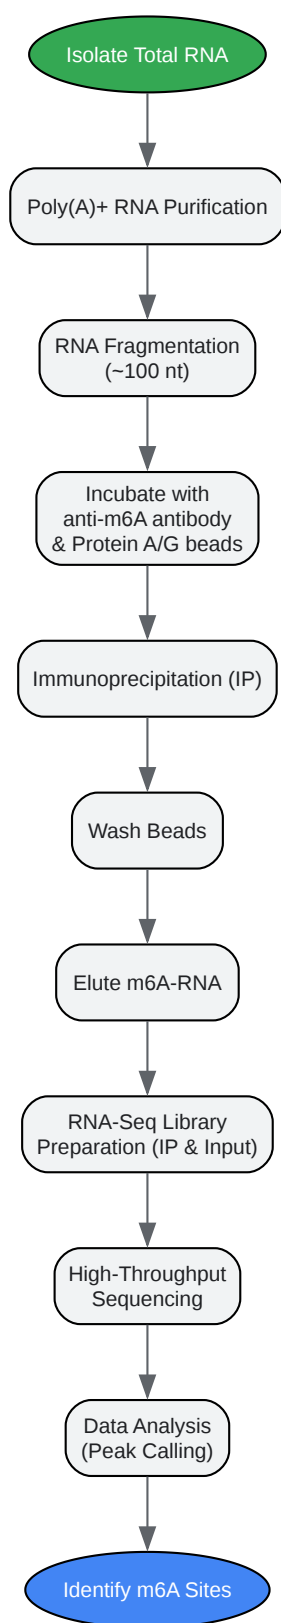 Isolate Total RNA
Poly(A)+ RNA Purification
RNA Fragmentation
(~100 nt)
Incubate with
anti-m6A antibody
& Protein A/G beads
Immunoprecipitation (IP)
Wash Beads
Elute m6A-RNA
RNA-Seq Library
Preparation (IP & Input)
High-Throughput
Sequencing
Data Analysis
(Peak Calling)
Identify m6A Sites